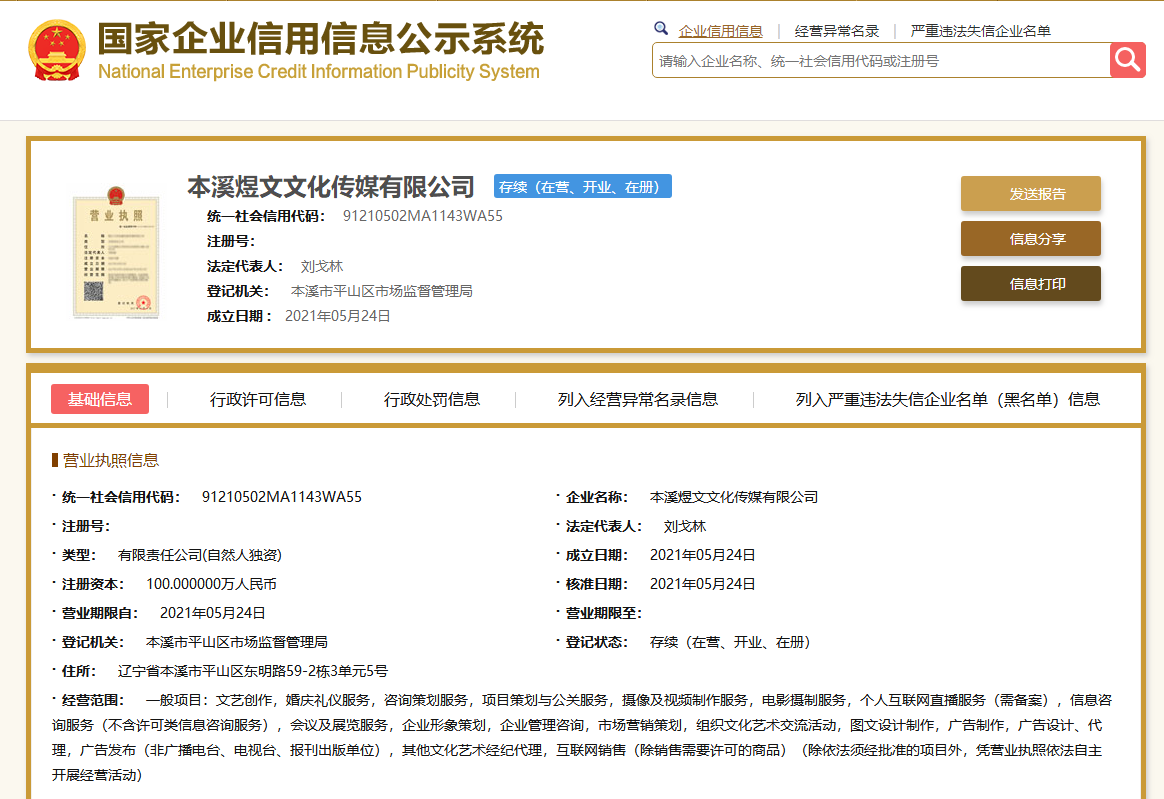 国家企业信用信息公示系统
National Enterprise Credit Information Publicity System
企业信用信息 | 经营异常名录 | 严重违法失信企业名单
请输入企业名称、统一社会信用代码或注册号
营业执照
本溪煜文文化传媒有限公司 存续（在营、开业、在册）
统一社会信用代码： 91210502MA1143WA55
注册号：
法定代表人： 刘戈林
登记机关： 本溪市平山区市场监督管理局
成立日期： 2021年05月24日
发送报告
信息分享
信息打印
基础信息 | 行政许可信息 | 行政处罚信息 | 列入经营异常名录信息 | 列入严重违法失信企业名单（黑名单）信息
营业执照信息
· 统一社会信用代码： 91210502MA1143WA55 · 企业名称： 本溪煜文文化传媒有限公司
· 注册号： · 法定代表人： 刘戈林
· 类型： 有限责任公司(自然人独资) · 成立日期： 2021年05月24日
· 注册资本： 100.000000万人民币 · 核准日期： 2021年05月24日
· 营业期限自： 2021年05月24日 · 营业期限至：
· 登记机关： 本溪市平山区市场监督管理局 · 登记状态： 存续（在营、开业、在册）
· 住所： 辽宁省本溪市平山区东明路59-2栋3单元5号
· 经营范围： 一般项目：文艺创作，婚庆礼仪服务，咨询策划服务，项目策划与公关服务，摄像及视频制作服务，电影摄制服务，个人互联网直播服务（需备案），信息咨
询服务（不含许可类信息咨询服务），会议及展览服务，企业形象策划，企业管理咨询，市场营销策划，组织文化艺术交流活动，图文设计制作，广告制作，广告设计、代
理，广告发布（非广播电台、电视台、报刊出版单位），其他文化艺术经纪代理，互联网销售（除销售需要许可的商品）（除依法须经批准的项目外，凭营业执照依法自主
开展经营活动）